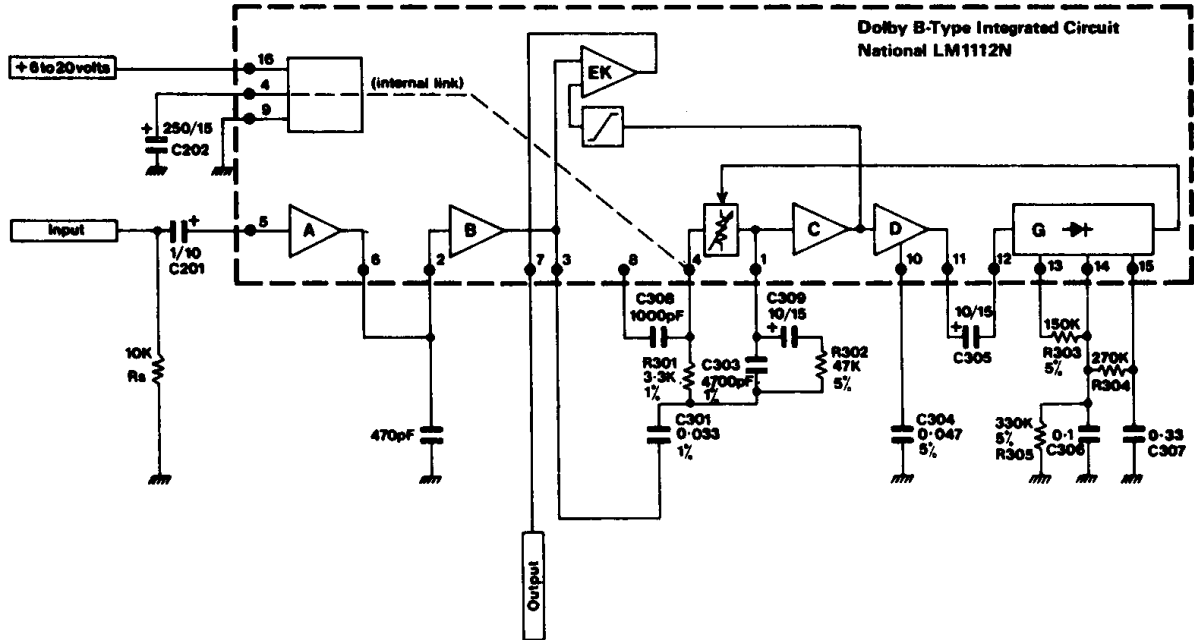 Dolby B-Type Integrated Circuit
National LM1112N
+6 to 20 volts
16
4
9
(internal link)
+
250/15
C202
EK
Input
+
1/10
C201
5
A
B
C
D
G
6
2
7
3
8
4
1
10
11
12
13
14
15
10K
Rs
470pF
C308
1000pF
R301
3·3K
1%
C303
4700pF
1%
C309
10/15
+
R302
47K
5%
C301
0·033
1%
C304
0·047
5%
10/15
+
C305
150K
R303
5%
270K
R304
330K
5%
R305
0·1
C306
0·33
C307
Output